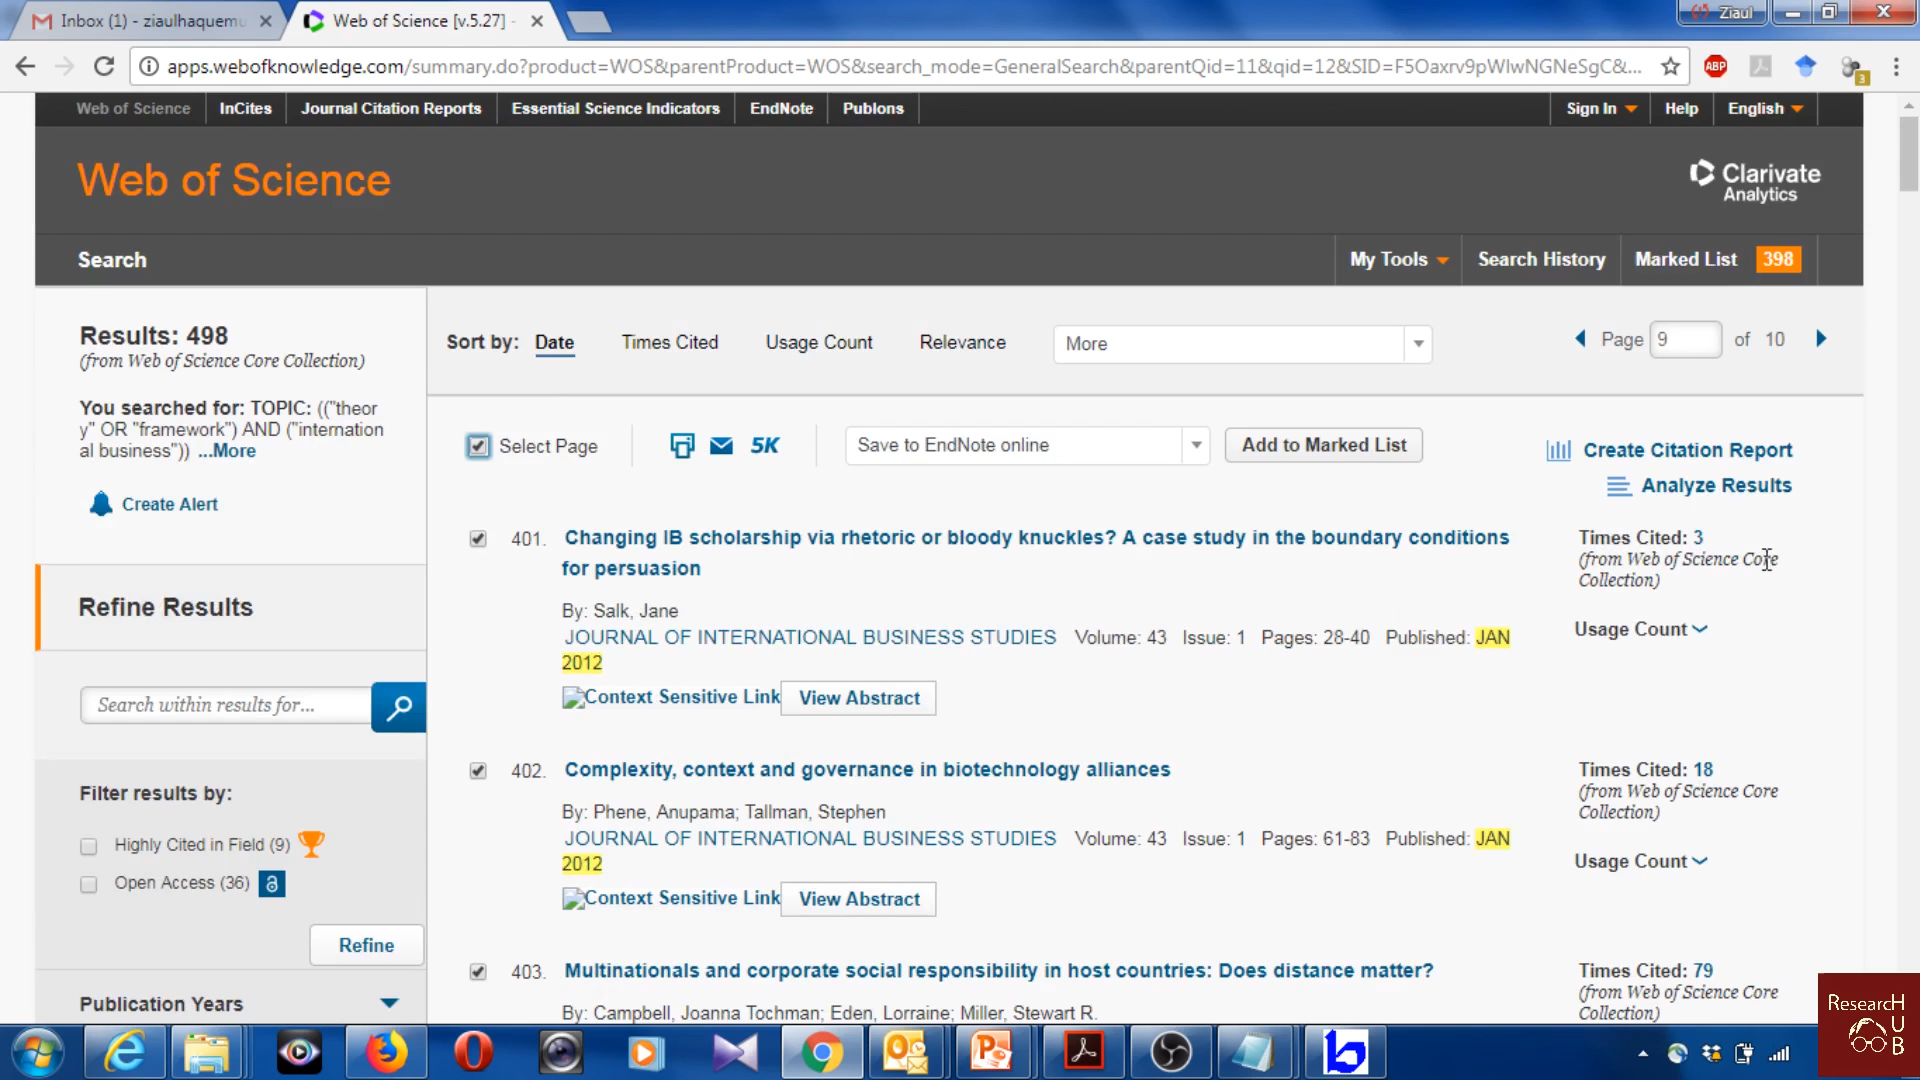 Inbox (1) - ziaulhaquemu
Web of Science [v.5.27] -
Ziaul
apps.webofknowledge.com/summary.do?product=WOS&parentProduct=WOS&search_mode=GeneralSearch&parentQid=11&qid=12&SID=F5Oaxrv9pWlwNGNeSgC&...
ABP
3
Web of Science InCites Journal Citation Reports Essential Science Indicators EndNote Publons Sign In Help English
Web of Science
Clarivate
Analytics
Search My Tools Search History Marked List 398
Results: 498
(from Web of Science Core Collection)
You searched for: TOPIC: (("theor
y" OR "framework") AND ("internation
al business")) ...More
Create Alert
Refine Results
Search within results for...
Filter results by:
Highly Cited in Field (9)
Open Access (36)
Refine
Publication Years
Sort by: Date Times Cited Usage Count Relevance More
Page 9 of 10
Select Page 5K Save to EndNote online Add to Marked List
Create Citation Report
Analyze Results
401. Changing IB scholarship via rhetoric or bloody knuckles? A case study in the boundary conditions
for persuasion
By: Salk, Jane
JOURNAL OF INTERNATIONAL BUSINESS STUDIES Volume: 43 Issue: 1 Pages: 28-40 Published: JAN
2012
Context Sensitive Link View Abstract
Times Cited: 3
(from Web of Science Core
Collection)
Usage Count
402. Complexity, context and governance in biotechnology alliances
By: Phene, Anupama; Tallman, Stephen
JOURNAL OF INTERNATIONAL BUSINESS STUDIES Volume: 43 Issue: 1 Pages: 61-83 Published: JAN
2012
Context Sensitive Link View Abstract
Times Cited: 18
(from Web of Science Core
Collection)
Usage Count
403. Multinationals and corporate social responsibility in host countries: Does distance matter?
By: Campbell, Joanna Tochman; Eden, Lorraine; Miller, Stewart R.
Times Cited: 79
(from Web of Science Core
Collection)
ResearcH
U
B